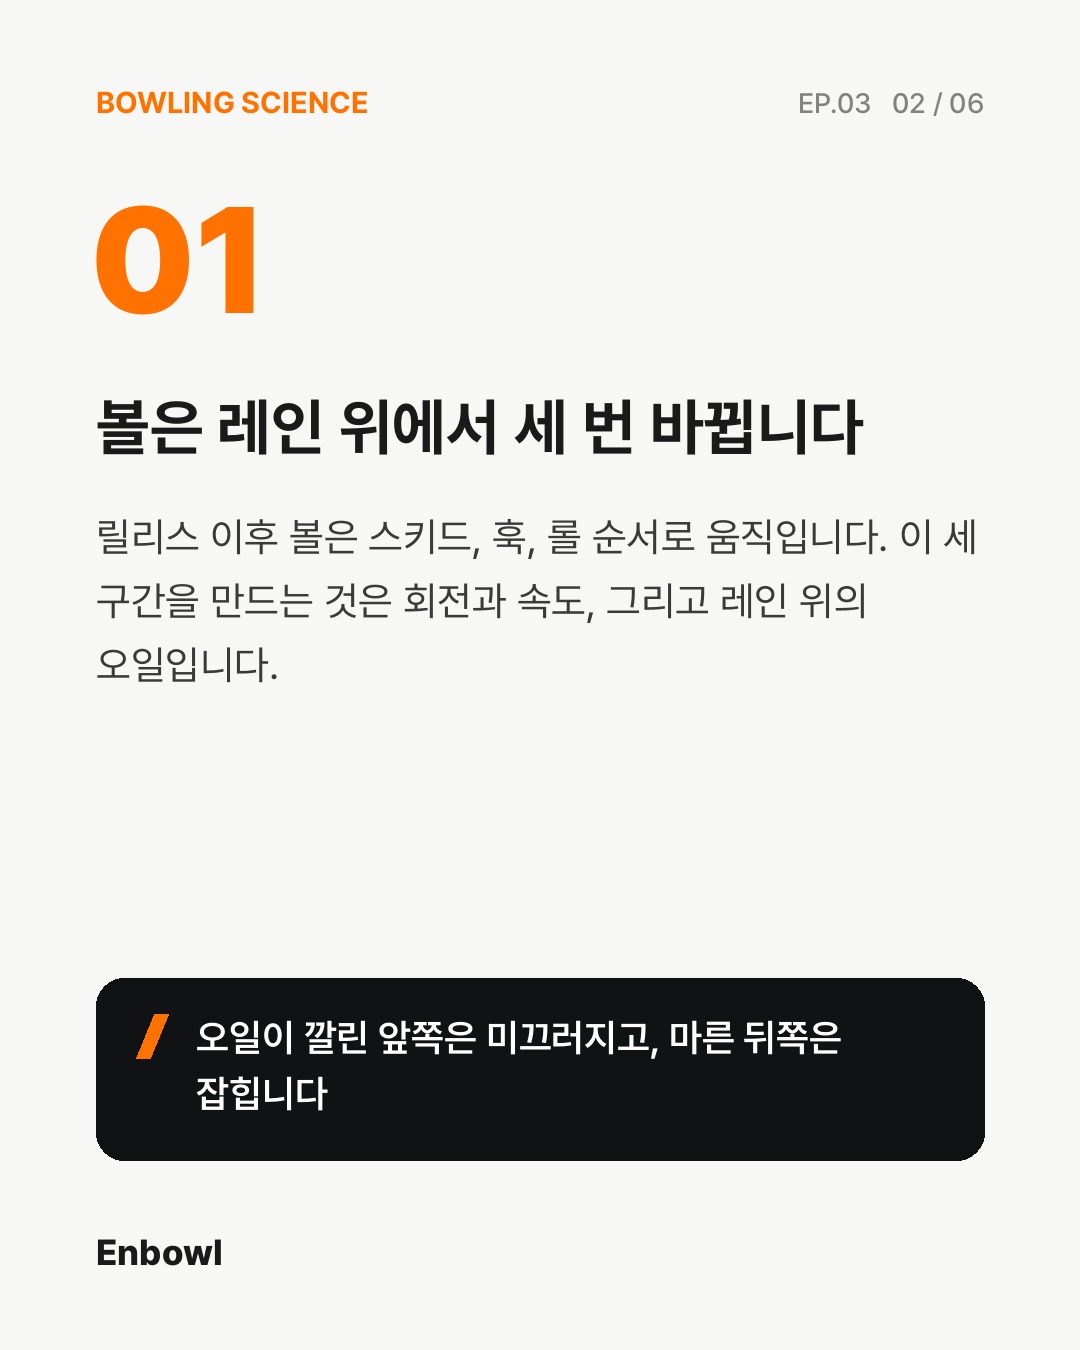 BOWLING SCIENCE
EP.03 02 / 06
01
볼은 레인 위에서 세 번 바뀝니다
릴리스 이후 볼은 스키드, 훅, 롤 순서로 움직입니다. 이 세
구간을 만드는 것은 회전과 속도, 그리고 레인 위의
오일입니다.
오일이 깔린 앞쪽은 미끄러지고, 마른 뒤쪽은
잡힙니다
Enbowl